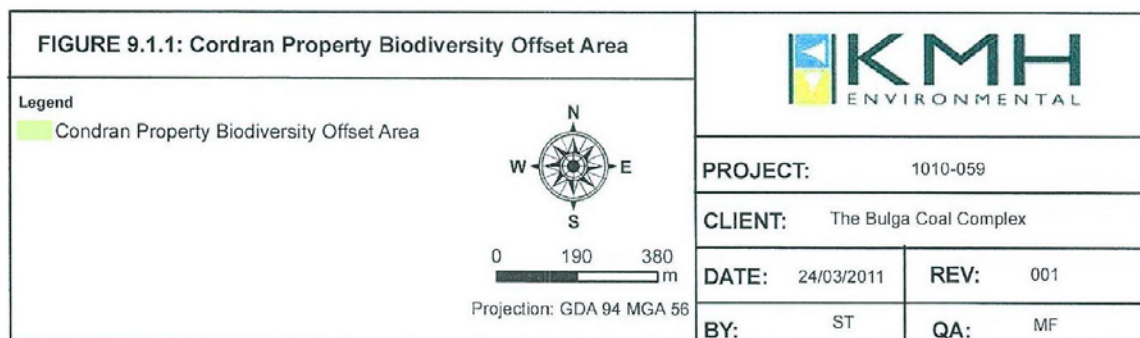 FIGURE 9.1.1: Cordran Property Biodiversity Offset Area
Legend
Condran Property Biodiversity Offset Area
N
W E
S
0 190 380
m
Projection: GDA 94 MGA 56
KMH
ENVIRONMENTAL
PROJECT: 1010-059
CLIENT: The Bulga Coal Complex
DATE: 24/03/2011 REV: 001
BY: ST QA: MF